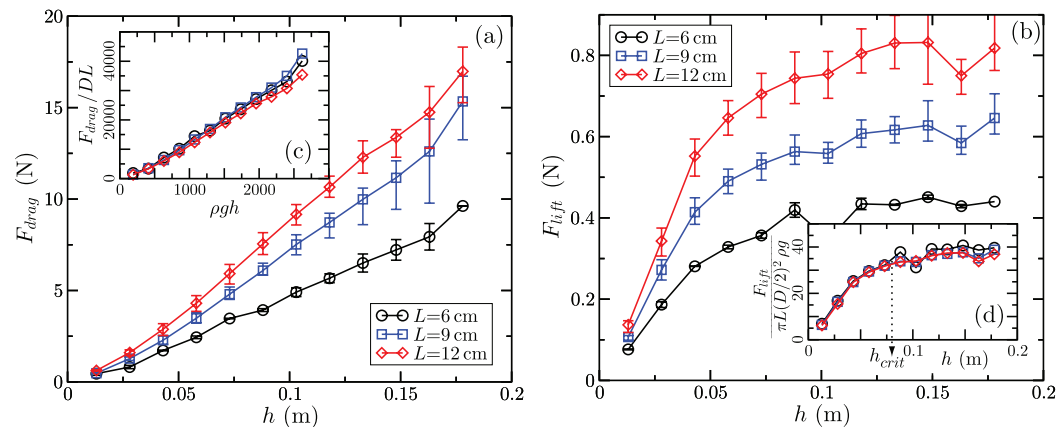 20
15
10
5
0
F_drag (N)
0
0.05
0.1
0.15
0.2
h (m)
(a)
L=6 cm
L=9 cm
L=12 cm
40000
20000
0
F_drag/DL
0
1000
2000
ρgh
(c)
0.8
0.6
0.4
0.2
0
F_lift (N)
0
0.05
0.1
0.15
0.2
h (m)
(b)
L=6 cm
L=9 cm
L=12 cm
40
20
0
F_lift
πL(D/2)² ρg
0.1
0.2
h_crit
h (m)
(d)